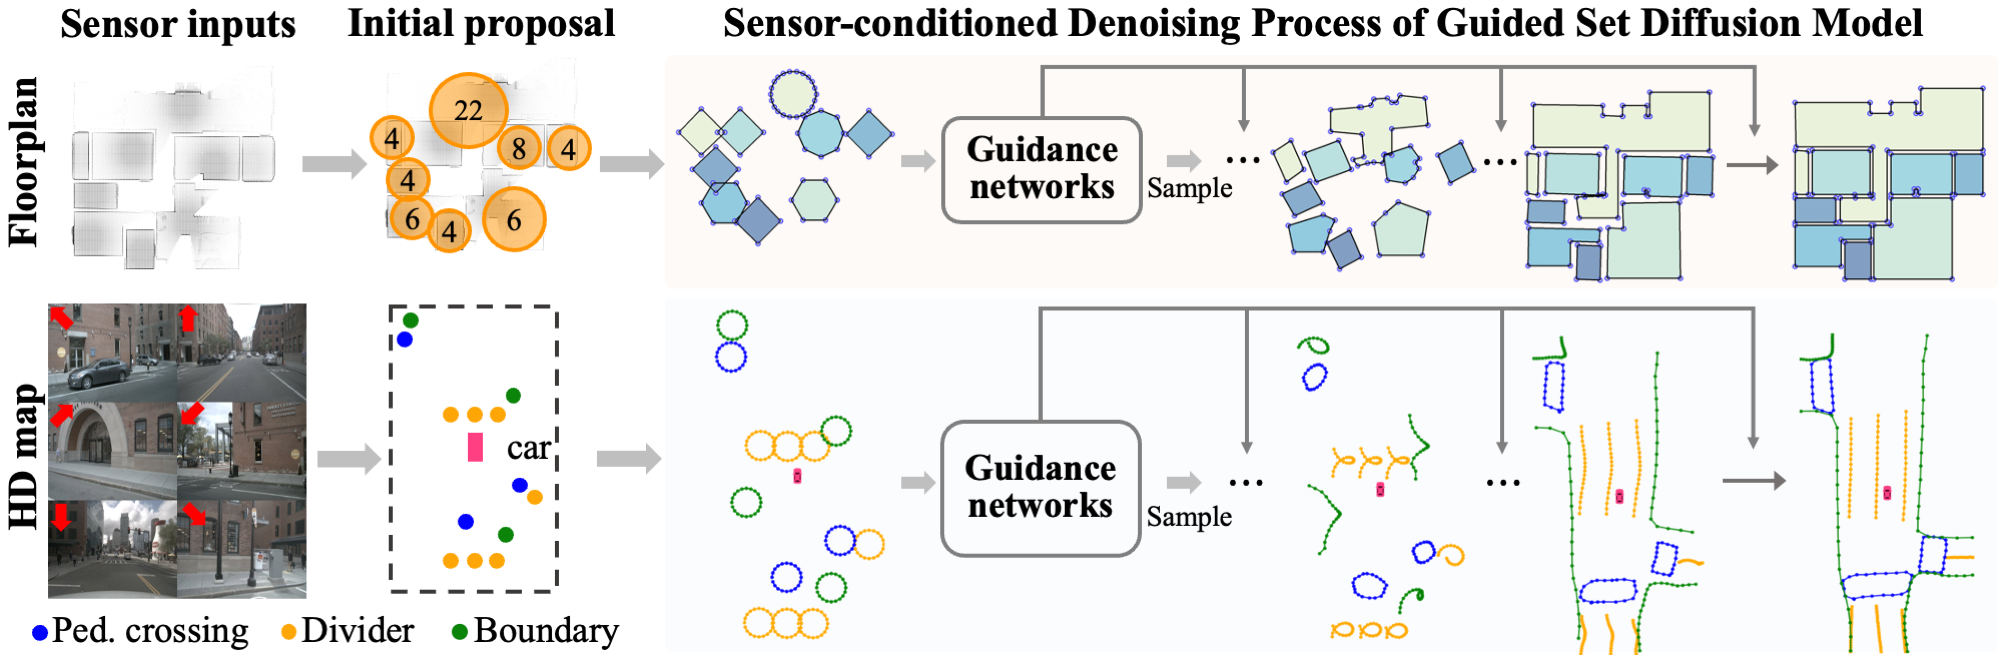 Sensor inputs
Initial proposal
Sensor-conditioned Denoising Process of Guided Set Diffusion Model
Floorplan
22
4
8
4
4
6
4
6
Guidance
networks
Sample
...
...
HD map
car
Guidance
networks
Sample
...
...
Ped. crossing
Divider
Boundary